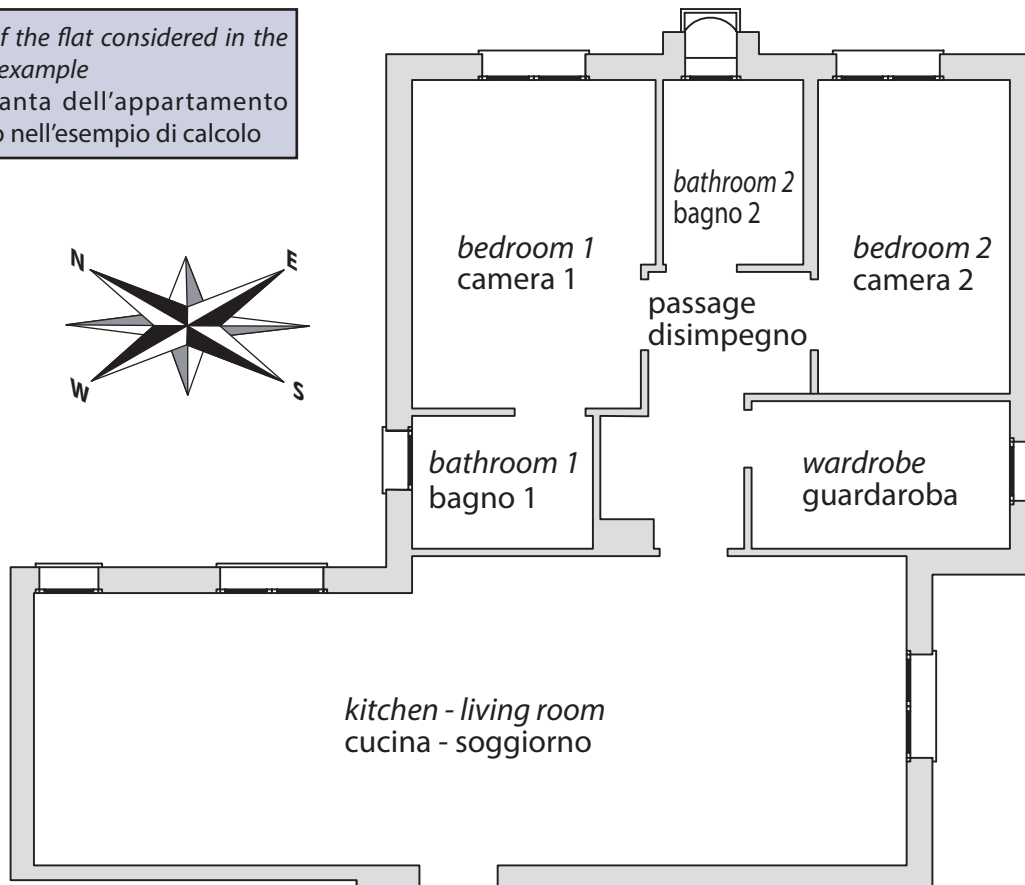 of the flat considered in the
example
anta dell'appartamento
nell'esempio di calcolo
N
E
W
S
bedroom 1
camera 1
bathroom 2
bagno 2
bedroom 2
camera 2
passage
disimpegno
bathroom 1
bagno 1
wardrobe
guardaroba
kitchen - living room
cucina - soggiorno